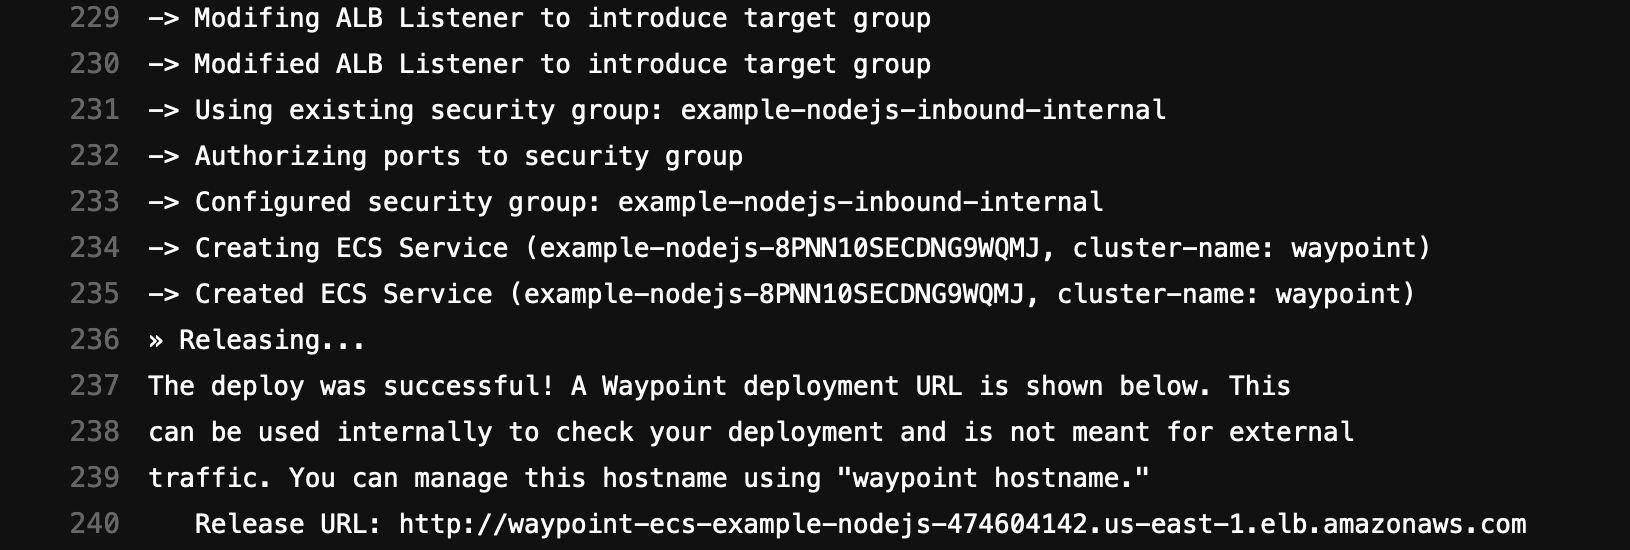 229 -> Modifing ALB Listener to introduce target group
230 -> Modified ALB Listener to introduce target group
231 -> Using existing security group: example-nodejs-inbound-internal
232 -> Authorizing ports to security group
233 -> Configured security group: example-nodejs-inbound-internal
234 -> Creating ECS Service (example-nodejs-8PNN10SECDNG9WQMJ, cluster-name: waypoint)
235 -> Created ECS Service (example-nodejs-8PNN10SECDNG9WQMJ, cluster-name: waypoint)
236 » Releasing...
237 The deploy was successful! A Waypoint deployment URL is shown below. This
238 can be used internally to check your deployment and is not meant for external
239 traffic. You can manage this hostname using "waypoint hostname."
240 Release URL: http://waypoint-ecs-example-nodejs-474604142.us-east-1.elb.amazonaws.com